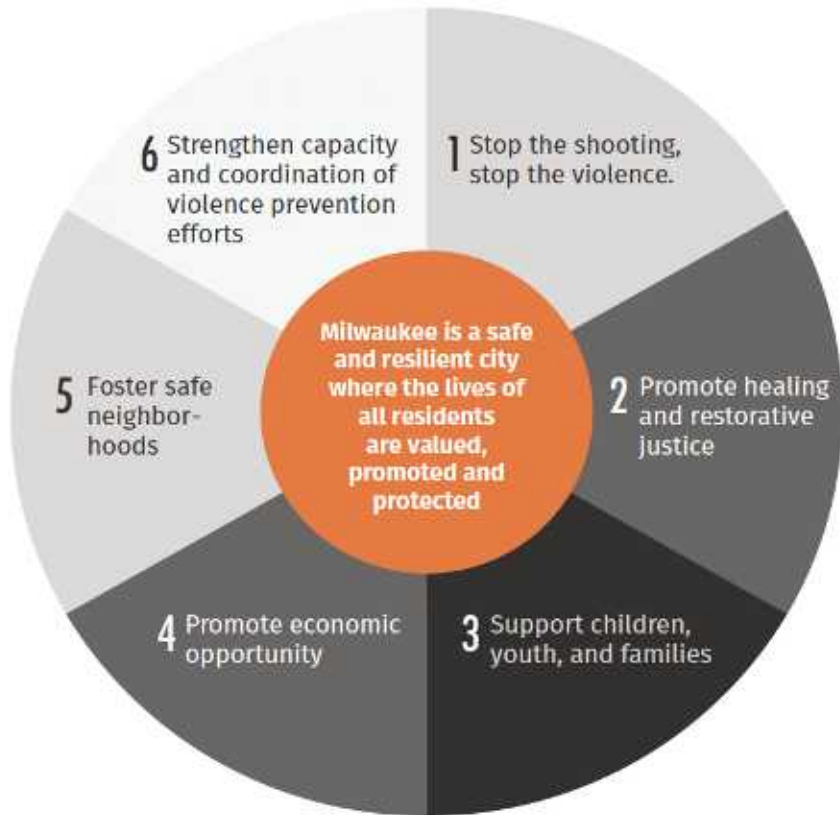 1 Stop the shooting,
stop the violence.
2 Promote healing
and restorative
justice
3 Support children,
youth, and families
4 Promote economic
opportunity
5 Foster safe
neighbor-
hoods
6 Strengthen capacity
and coordination of
violence prevention
efforts
Milwaukee is a safe
and resilient city
where the lives of
all residents
are valued,
promoted and
protected